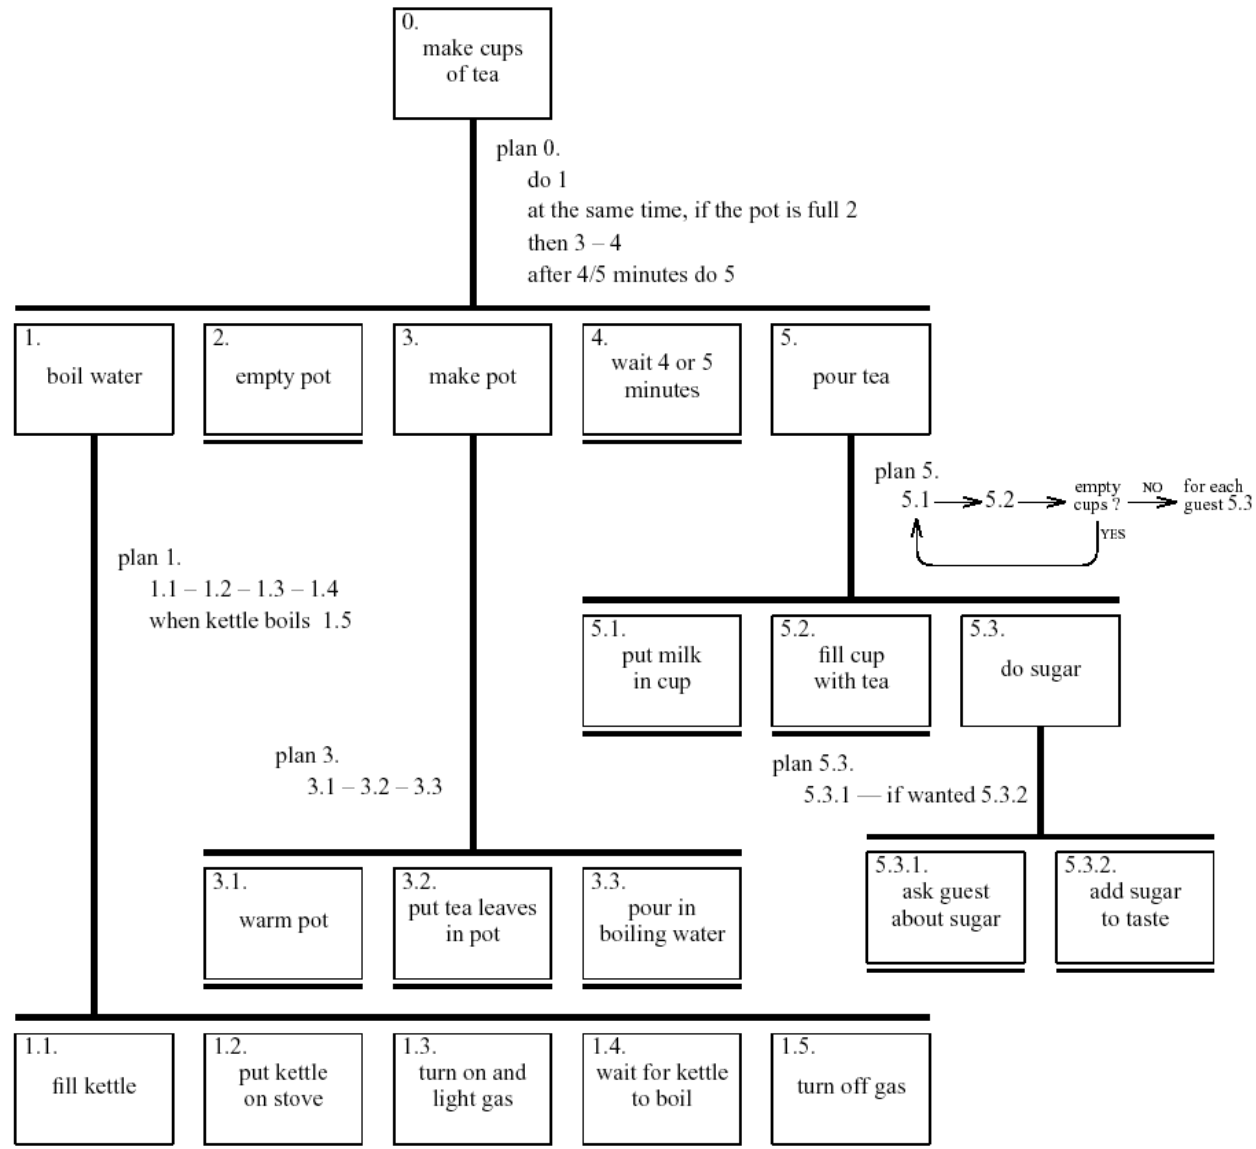 0.
make cups
of tea
plan 0.
do 1
at the same time, if the pot is full 2
then 3 – 4
after 4/5 minutes do 5
1.
boil water
2.
empty pot
3.
make pot
4.
wait 4 or 5
minutes
5.
pour tea
plan 5.
5.1
5.2
empty
cups ?
NO
for each
guest 5.3
YES
plan 1.
1.1 – 1.2 – 1.3 – 1.4
when kettle boils 1.5
5.1.
put milk
in cup
5.2.
fill cup
with tea
5.3.
do sugar
plan 3.
3.1 – 3.2 – 3.3
plan 5.3.
5.3.1 — if wanted 5.3.2
3.1.
warm pot
3.2.
put tea leaves
in pot
3.3.
pour in
boiling water
5.3.1.
ask guest
about sugar
5.3.2.
add sugar
to taste
1.1.
fill kettle
1.2.
put kettle
on stove
1.3.
turn on and
light gas
1.4.
wait for kettle
to boil
1.5.
turn off gas